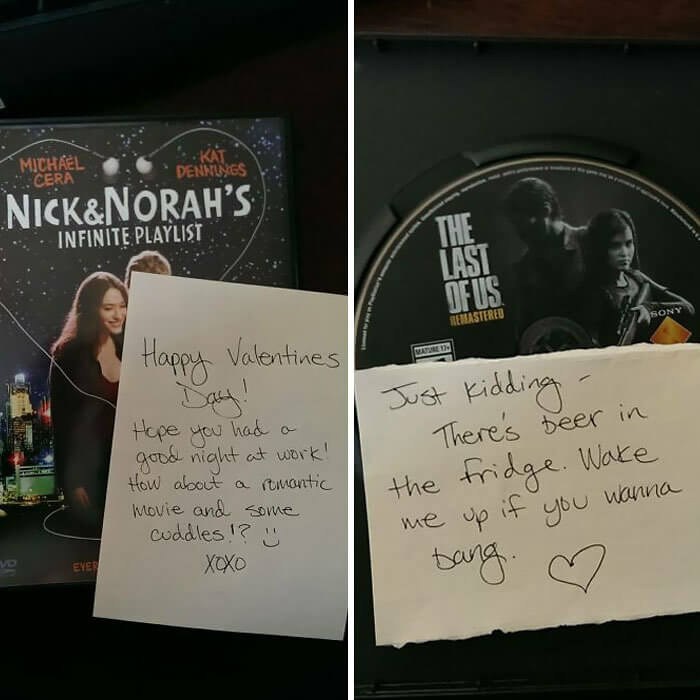 MICHAEL
CERA
KAT
DENNINGS
NICK&NORAH'S
INFINITE PLAYLIST
Happy Valentines
Day!
Hope you had a
good night at work!
How about a romantic
movie and some
cuddles!? :)
XOXO
THE
LAST
OF US
REMASTERED
SONY
MATURE 17+
Just kidding -
There's beer in
the fridge. Wake
me up if you wanna
bang.